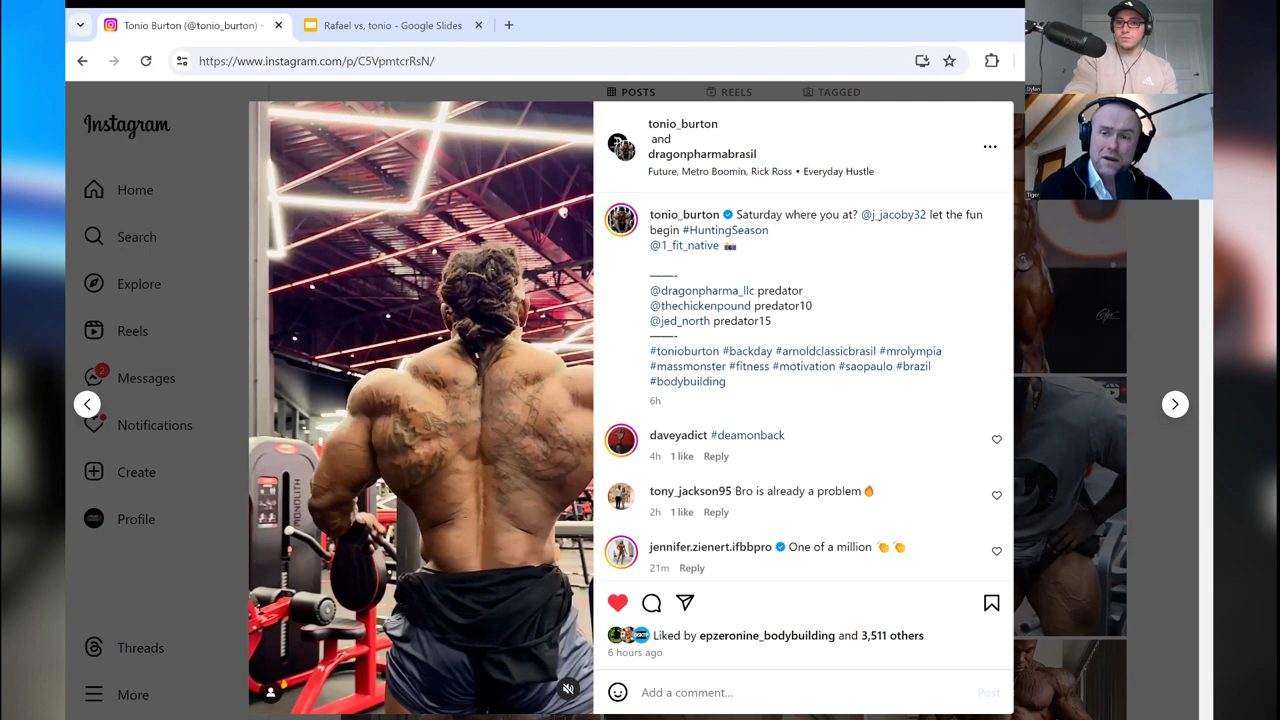 Tonio Burton (@tonio_burton) •
Rafael vs, tonio - Google Slides
https://www.instagram.com/p/C5VpmtcrRsN/
Dylan
Tiger
POSTS
REELS
TAGGED
Instagram
Home
Search
Explore
Reels
2
Messages
Notifications
Create
Profile
Threads
More
MONOLITH
tonio_burton
and
dragonpharmabrasil
Future, Metro Boomin, Rick Ross • Everyday Hustle
tonio_burton Saturday where you at? @j_jacoby32 let the fun
begin #HuntingSeason
@1_fit_native 📸
———-
@dragonpharma_llc predator
@thechickenpound predator10
@jed_north predator15
———-
#tonioburton #backday #arnoldclassicbrasil #mrolympia
#massmonster #fitness #motivation #saopaulo #brazil
#bodybuilding
6h
daveyadict #deamonback
4h 1 like Reply
tony_jackson95 Bro is already a problem🔥
2h 1 like Reply
jennifer.zienert.ifbbpro One of a million 👏 👏
21m Reply
Liked by epzeronine_bodybuilding and 3,511 others
6 hours ago
Add a comment...
Post